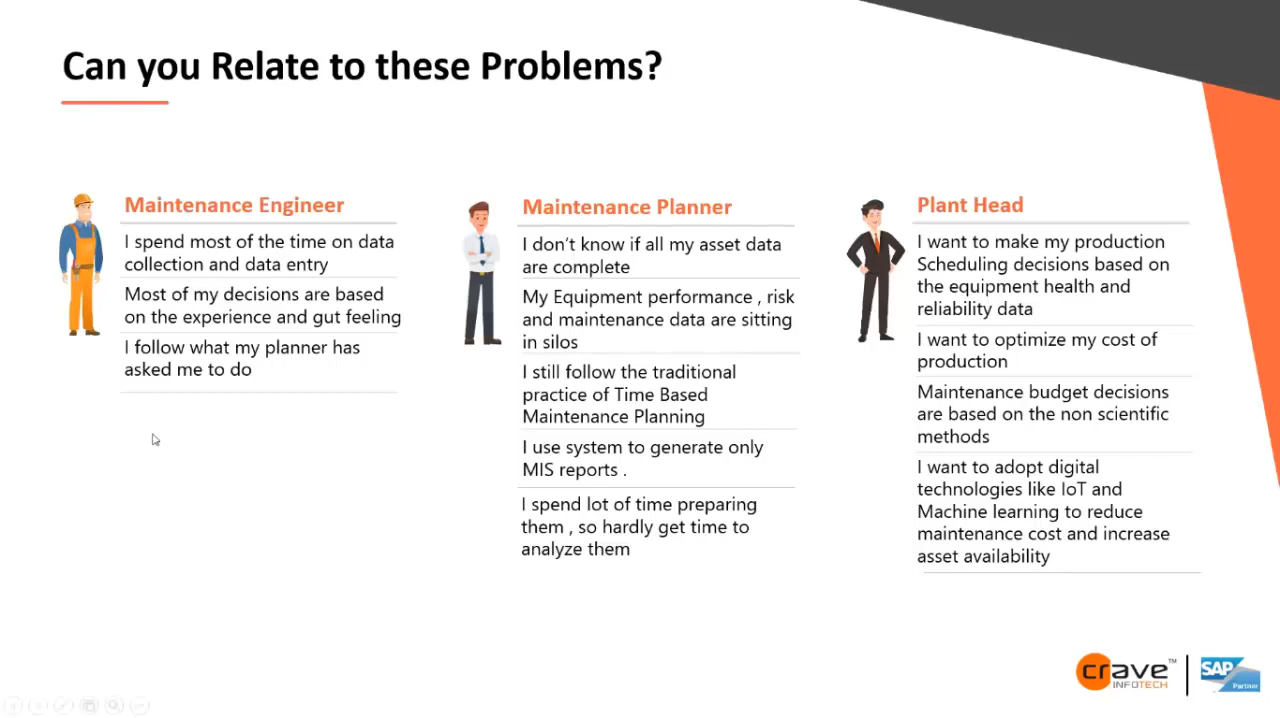 Can you Relate to these Problems?
Maintenance Engineer
I spend most of the time on data
collection and data entry
Most of my decisions are based
on the experience and gut feeling
I follow what my planner has
asked me to do
Maintenance Planner
I don't know if all my asset data
are complete
My Equipment performance , risk
and maintenance data are sitting
in silos
I still follow the traditional
practice of Time Based
Maintenance Planning
I use system to generate only
MIS reports .
I spend lot of time preparing
them , so hardly get time to
analyze them
Plant Head
I want to make my production
Scheduling decisions based on
the equipment health and
reliability data
I want to optimize my cost of
production
Maintenance budget decisions
are based on the non scientific
methods
I want to adopt digital
technologies like IoT and
Machine learning to reduce
maintenance cost and increase
asset availability
crave™
INFOTECH
SAP
Partner